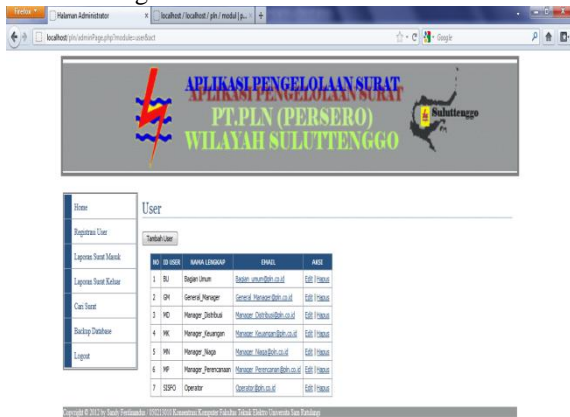 Firefox
Halaman Administrator
localhost / localhost / pln / modul | p...
localhost/pln/adminPage.php?module=user&act
Google
APLIKASI PENGELOLAAN SURAT
PT.PLN (PERSERO)
WILAYAH SULUTTENGGO
Suluttenggo
Home
Registrasi User
Laporan Surat Masuk
Laporan Surat Keluar
Cari Surat
Backup Database
Logout
User
Tambah User
NO ID USER NAMA LENGKAP EMAIL AKSI
1 BU Bagian Umum Bagian_umum@pln.co.id Edit | Hapus
2 GM General_Manager General_Manager@pln.co.id Edit | Hapus
3 MD Manager_Distribusi Manager_Distribusi@pln.co.id Edit | Hapus
4 MK Manager_Keuangan Manager_Keuangan@pln.co.id Edit | Hapus
5 MN Manager_Niaga Manager_Niaga@pln.co.id Edit | Hapus
6 MP Manager_Perencanaan Manager_Perencanan@pln.co.id Edit | Hapus
7 SISFO Operator Operator@pln.co.id Edit | Hapus
Copyright © 2012 by Sandy Ferdinandus / 050213010 Konsentrasi Komputer Fakultas Teknik Elektro Universita Sam Ratulangi